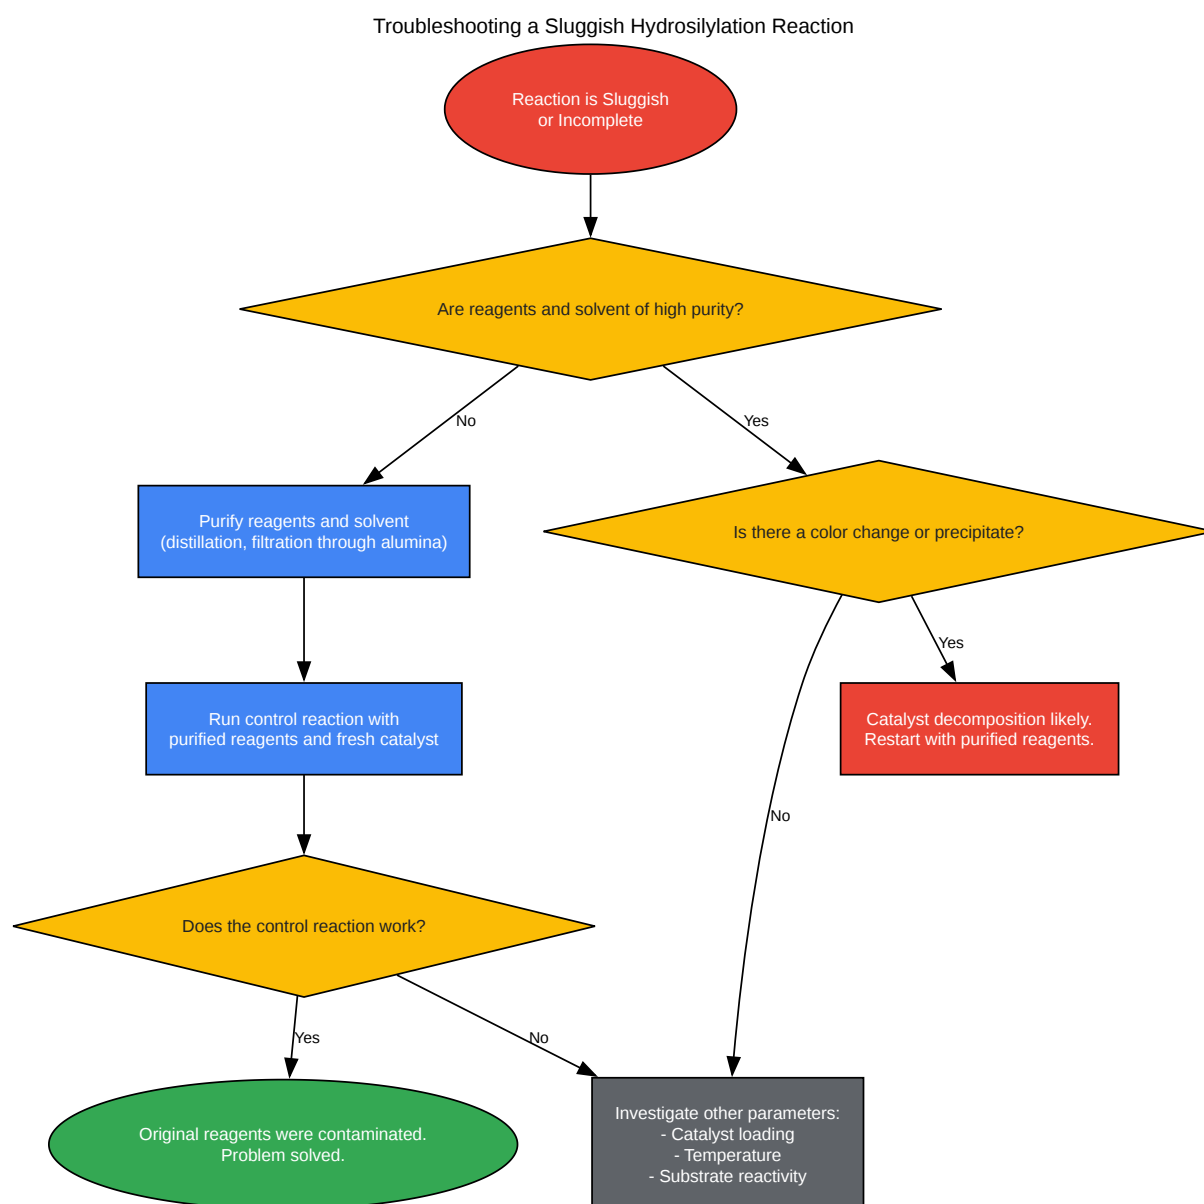 Troubleshooting a Sluggish Hydrosilylation Reaction
Reaction is Sluggish
or Incomplete
Are reagents and solvent of high purity?
No
Yes
Purify reagents and solvent
(distillation, filtration through alumina)
Is there a color change or precipitate?
Yes
Run control reaction with
purified reagents and fresh catalyst
Catalyst decomposition likely.
Restart with purified reagents.
No
Does the control reaction work?
Yes
No
Original reagents were contaminated.
Problem solved.
Investigate other parameters:
- Catalyst loading
- Temperature
- Substrate reactivity